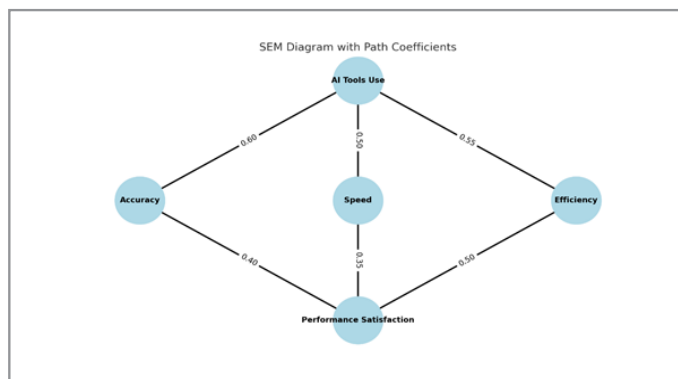 SEM Diagram with Path Coefficients
AI Tools Use
0.60
0.50
0.55
Accuracy
Speed
Efficiency
0.40
0.35
0.50
Performance Satisfaction